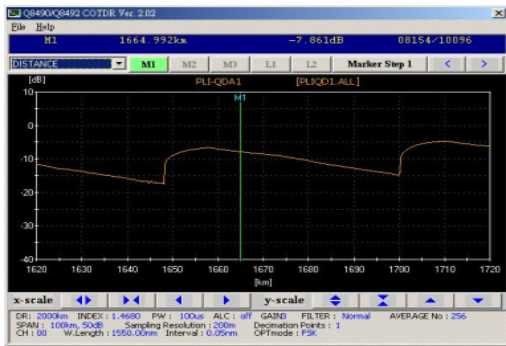 Q8490/Q8492 COTDR Ver. 2.02
File Help
M1 1664.992km -7.861dB 08154/10096
DISTANCE M1 M2 M3 L1 L2 Marker Step 1 < >
[dB] PLI-QDA1 [PLIQD1.ALL]
M1
10
0
-10
-20
-30
-40
1620 1630 1640 1650 1660 1670 1680 1690 1700 1710 1720
[km]
x-scale y-scale
DR: 2000km INDEX: 1.4680 PW: 100us ALC: off GAIN3 FILTER: Normal AVERAGE No: 256
SPAN: 100km, 50dB Sampling Resolution: 200m Decimation Points: 1
CH: 00 W.Length: 1550.00nm Interval: 0.05nm OPTmode: FSK